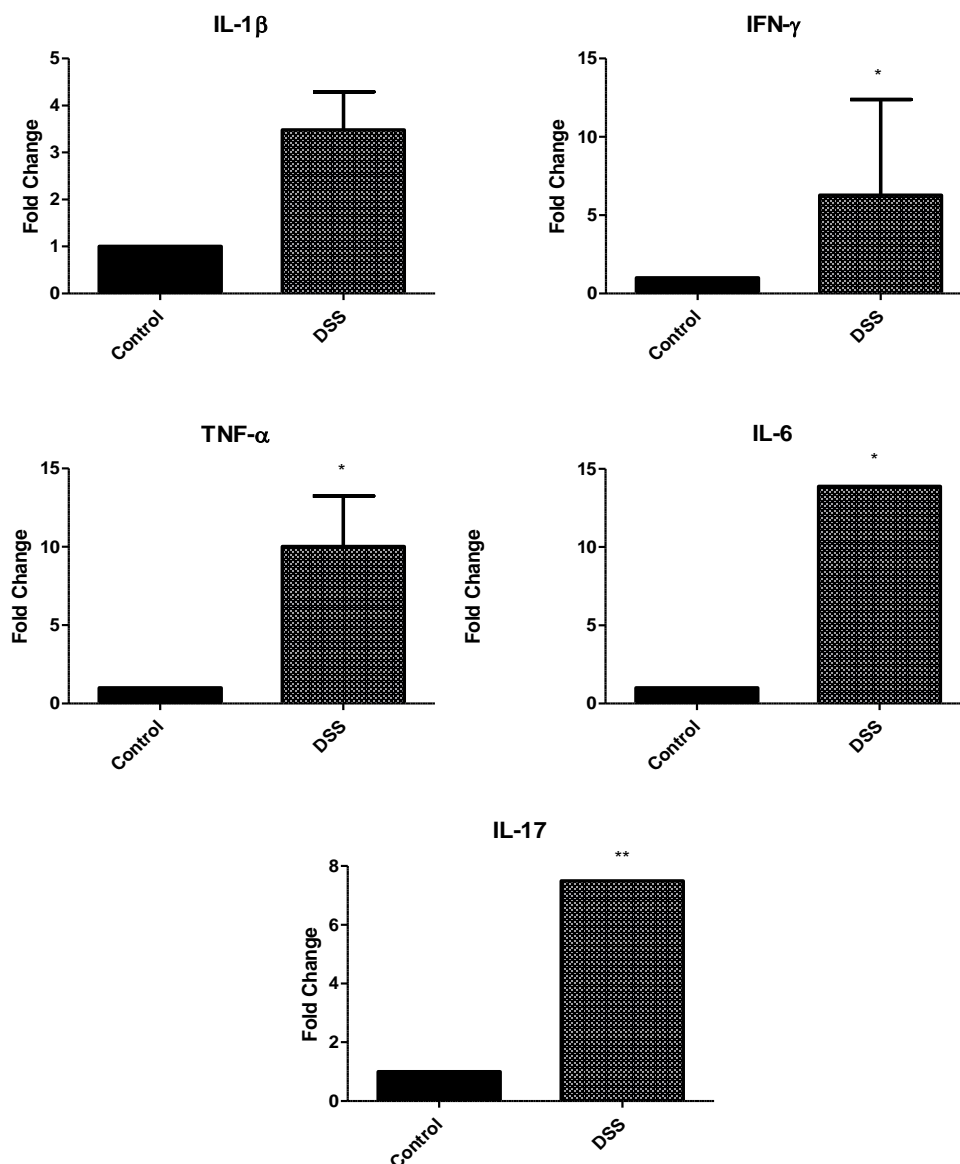 IL-1β
Fold Change
5
4
3
2
1
0
Control
DSS
IFN-γ
*
Fold Change
15
10
5
0
Control
DSS
TNF-α
*
Fold Change
15
10
5
0
Control
DSS
IL-6
*
Fold Change
15
10
5
0
Control
DSS
IL-17
**
Fold Change
8
6
4
2
0
Control
DSS